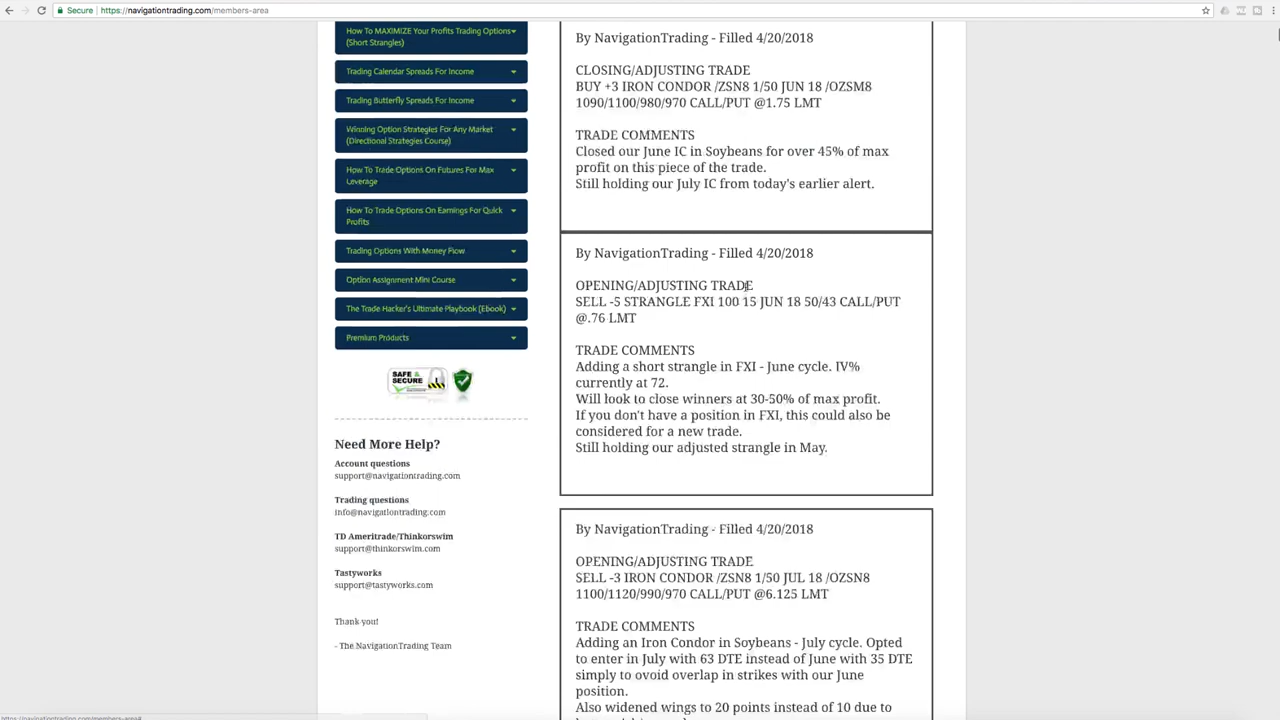 Secure
https://navigationtrading.com/members-area
How To MAXIMIZE Your Profits Trading Options
(Short Strangles)
Trading Calendar Spreads For Income
Trading Butterfly Spreads For Income
Winning Option Strategies For Any Market
(Directional Strategies Course)
How To Trade Options On Futures For Max
Leverage
How To Trade Options On Earnings For Quick
Profits
Trading Options With Money Flow
Option Assignment Mini Course
The Trade Hacker's Ultimate Playbook (Ebook)
Premium Products
SAFE &
SECURE
Need More Help?
Account questions
support@navigationtrading.com
Trading questions
info@navigationtrading.com
TD Ameritrade/Thinkorswim
support@thinkorswim.com
Tastyworks
support@tastyworks.com
Thank you!
- The NavigationTrading Team
By NavigationTrading - Filled 4/20/2018
CLOSING/ADJUSTING TRADE
BUY +3 IRON CONDOR /ZSN8 1/50 JUN 18 /OZSM8
1090/1100/980/970 CALL/PUT @1.75 LMT
TRADE COMMENTS
Closed our June IC in Soybeans for over 45% of max
profit on this piece of the trade.
Still holding our July IC from today's earlier alert.
By NavigationTrading - Filled 4/20/2018
OPENING/ADJUSTING TRADE
SELL -5 STRANGLE FXI 100 15 JUN 18 50/43 CALL/PUT
@.76 LMT
TRADE COMMENTS
Adding a short strangle in FXI - June cycle. IV%
currently at 72.
Will look to close winners at 30-50% of max profit.
If you don't have a position in FXI, this could also be
considered for a new trade.
Still holding our adjusted strangle in May.
By NavigationTrading - Filled 4/20/2018
OPENING/ADJUSTING TRADE
SELL -3 IRON CONDOR /ZSN8 1/50 JUL 18 /OZSN8
1100/1120/990/970 CALL/PUT @6.125 LMT
TRADE COMMENTS
Adding an Iron Condor in Soybeans - July cycle. Opted
to enter in July with 63 DTE instead of June with 35 DTE
simply to ovoid overlap in strikes with our June
position.
Also widened wings to 20 points instead of 10 due to